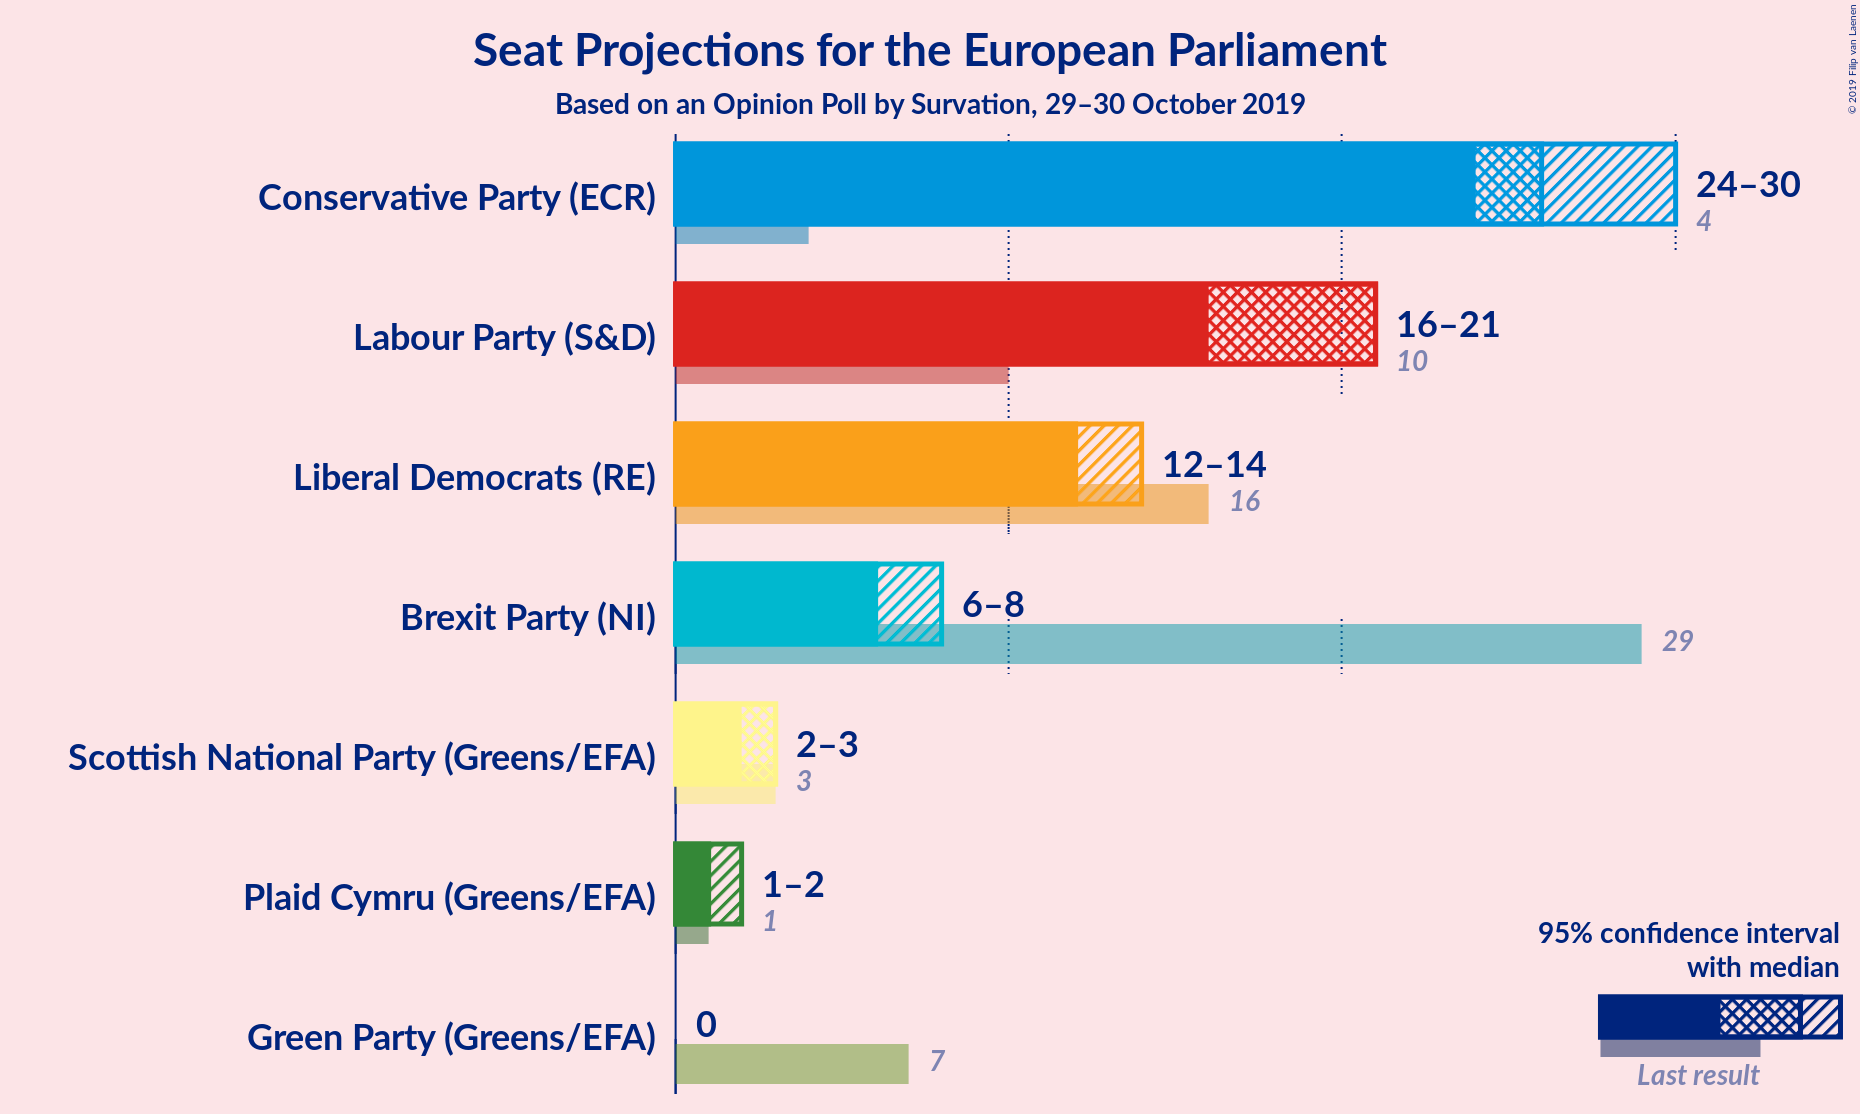 Seat Projections for the European Parliament
Based on an Opinion Poll by Survation, 29–30 October 2019
© 2019 Filip van Laenen
Conservative Party (ECR)
24–30
4
Labour Party (S&D)
16–21
10
Liberal Democrats (RE)
12–14
16
Brexit Party (NI)
6–8
29
Scottish National Party (Greens/EFA)
2–3
3
Plaid Cymru (Greens/EFA)
1–2
1
Green Party (Greens/EFA)
0
7
95% confidence interval
with median
Last result